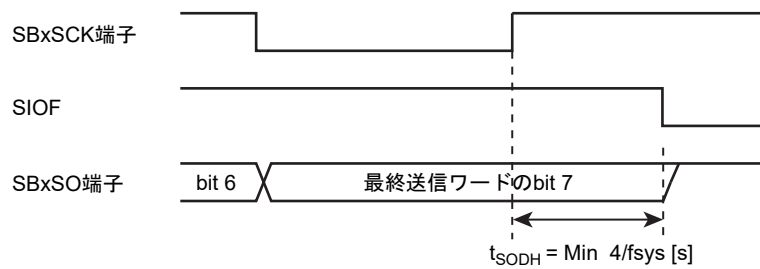 SBxSCK端子
SIOF
SBxSO端子
bit 6
最終送信ワードのbit 7
tSODH = Min 4/fsys [s]